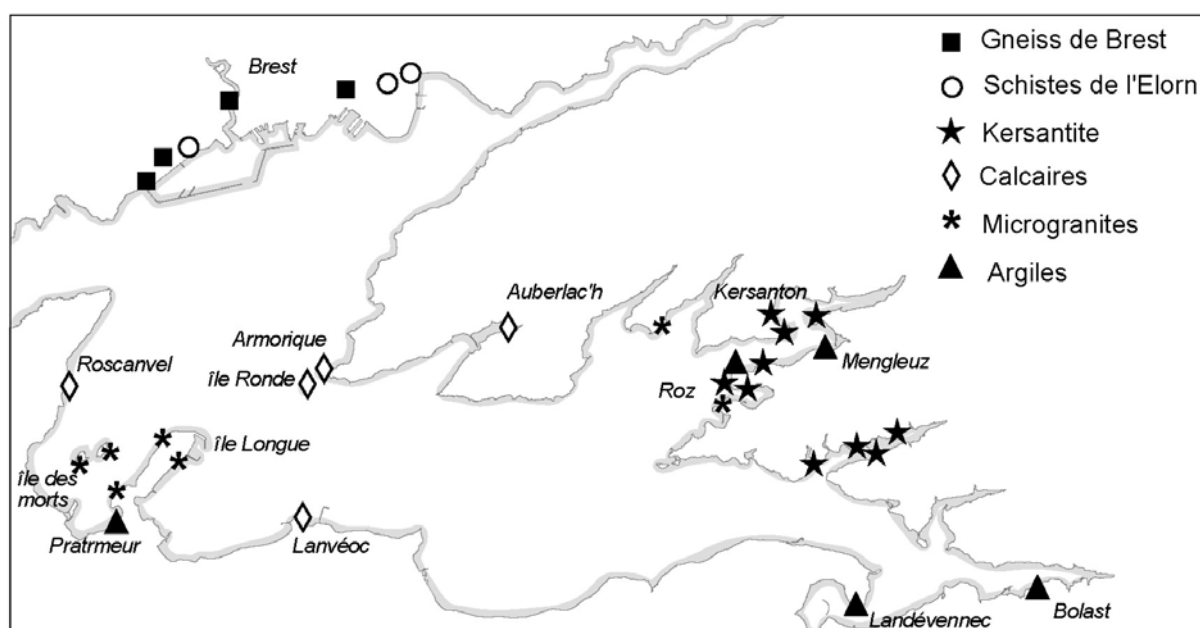 Brest
Gneiss de Brest
Schistes de l'Elorn
Kersantite
Calcaires
Microgranites
Argiles
Auberlac'h
Kersanton
Armorique
Roscanvel
île Ronde
Mengleuz
Roz
île Longue
île des
morts
Pratrmeur
Lanvéoc
Landévennec
Bolast